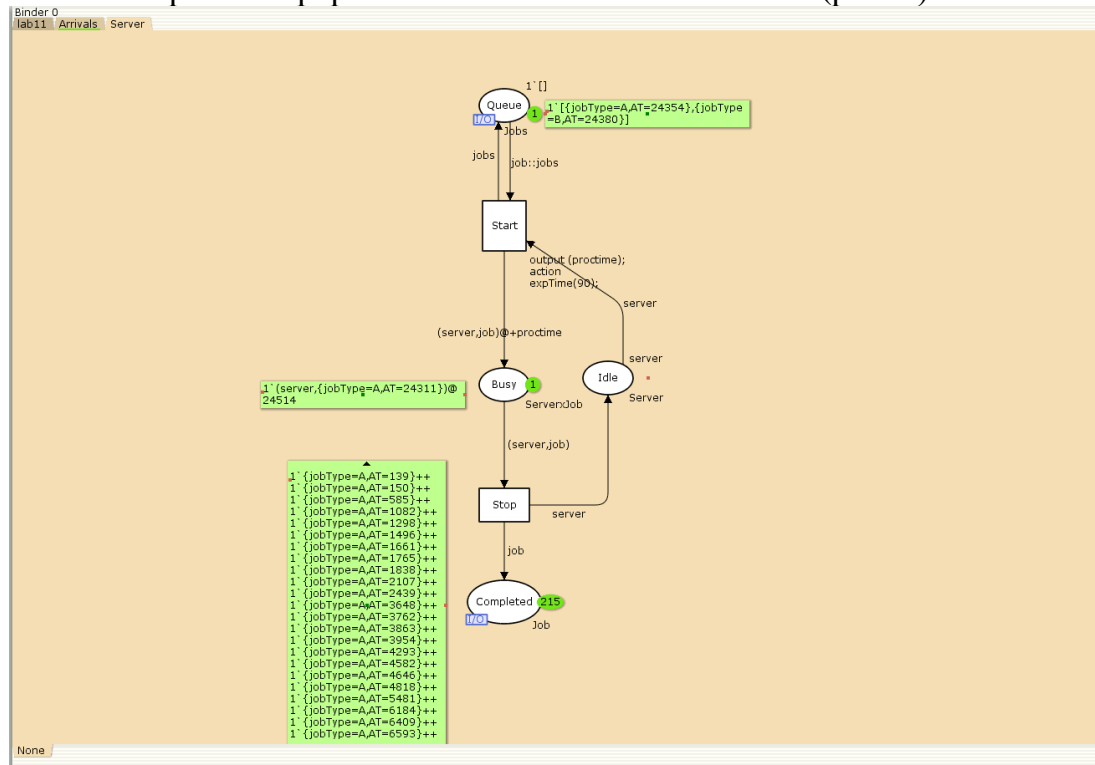 Binder 0
lab11 Arrivals Server
1`[]
Queue
1
1`[{jobType=A,AT=24354},{jobType
=B,AT=24380}]
I/O
Jobs
jobs
job::jobs
Start
output (proctime);
action
expTime(90);
server
(server,job)@+proctime
server
Busy
1
Idle
1`(server,{jobType=A,AT=24311})@
24514
ServerxJob
Server
(server,job)
1`{jobType=A,AT=139}++
1`{jobType=A,AT=150}++
1`{jobType=A,AT=585}++
1`{jobType=A,AT=1082}++
1`{jobType=A,AT=1298}++
1`{jobType=A,AT=1496}++
1`{jobType=A,AT=1661}++
1`{jobType=A,AT=1765}++
1`{jobType=A,AT=1838}++
1`{jobType=A,AT=2107}++
1`{jobType=A,AT=2439}++
1`{jobType=A,AT=3648}++
1`{jobType=A,AT=3762}++
1`{jobType=A,AT=3863}++
1`{jobType=A,AT=3954}++
1`{jobType=A,AT=4293}++
1`{jobType=A,AT=4582}++
1`{jobType=A,AT=4646}++
1`{jobType=A,AT=4818}++
1`{jobType=A,AT=5481}++
1`{jobType=A,AT=6184}++
1`{jobType=A,AT=6409}++
1`{jobType=A,AT=6593}++
Stop
server
job
Completed
215
I/O
Job
None